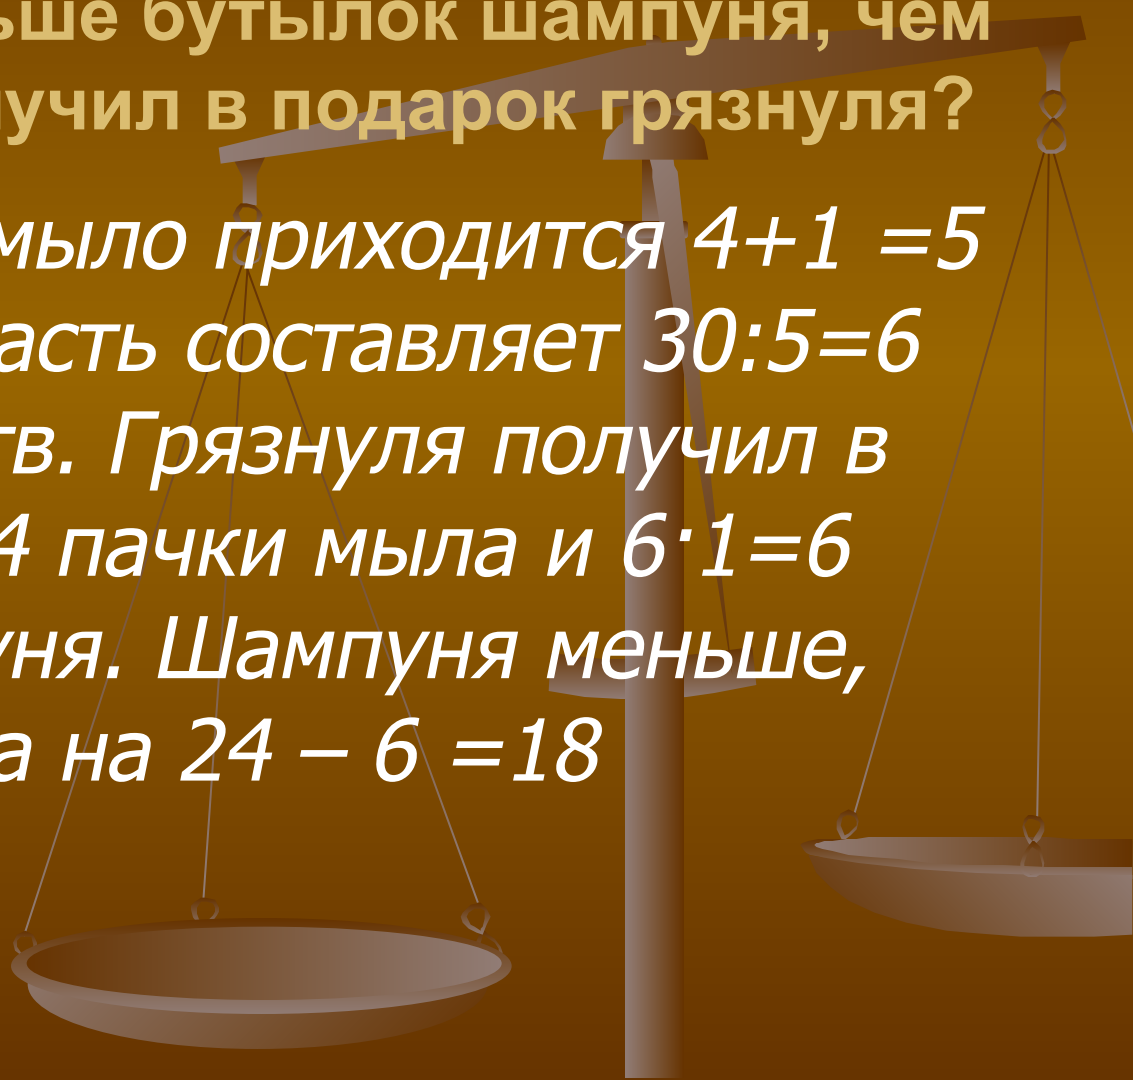 ьше бутылок шампуня, чем
лучил в подарок грязнуля?
мыло приходится 4+1 =5
асть составляет 30:5=6
тв. Грязнуля получил в
4 пачки мыла и 6·1=6
уня. Шампуня меньше,
а на 24 – 6 =18